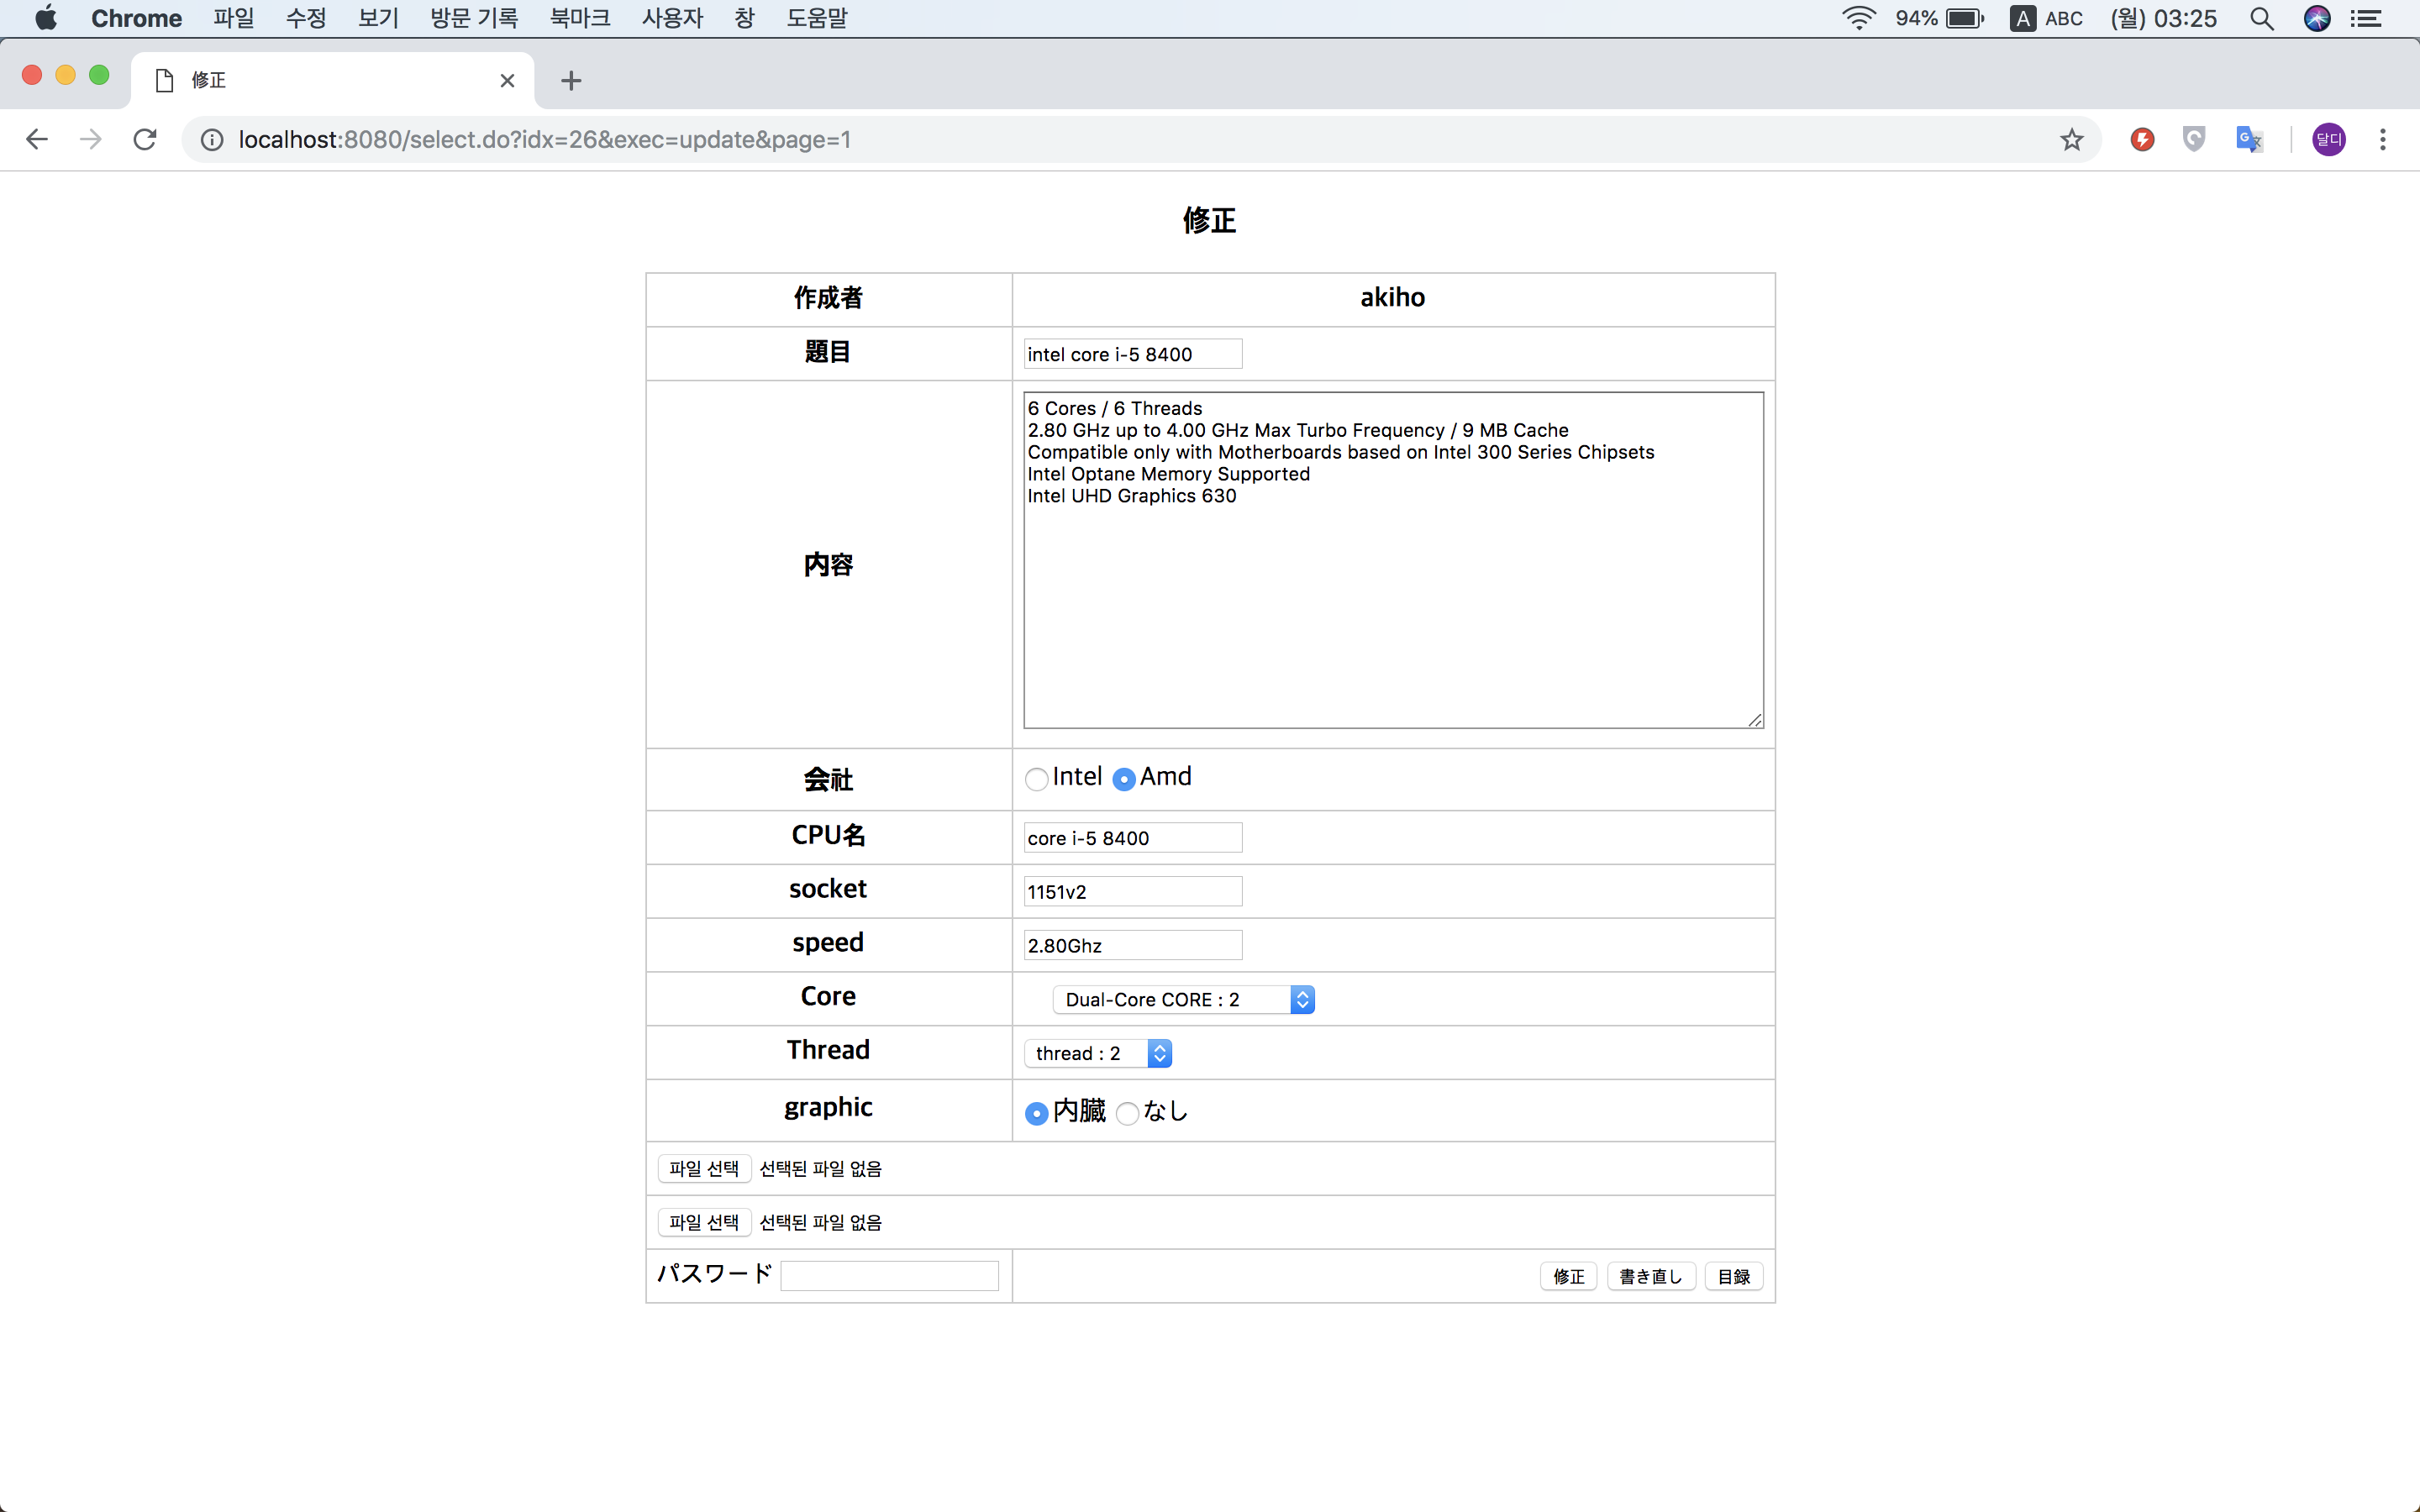 Chrome 파일 수정 보기 방문 기록 북마크 사용자 창 도움말 94% A ABC (월) 03:25
修正
localhost:8080/select.do?idx=26&exec=update&page=1 달디
修正
作成者 akiho
題目 intel core i-5 8400
内容
6 Cores / 6 Threads
2.80 GHz up to 4.00 GHz Max Turbo Frequency / 9 MB Cache
Compatible only with Motherboards based on Intel 300 Series Chipsets
Intel Optane Memory Supported
Intel UHD Graphics 630
会社 Intel Amd
CPU名 core i-5 8400
socket 1151v2
speed 2.80Ghz
Core Dual-Core CORE : 2
Thread thread : 2
graphic 内臓 なし
파일 선택 선택된 파일 없음
파일 선택 선택된 파일 없음
パスワード 修正 書き直し 目録